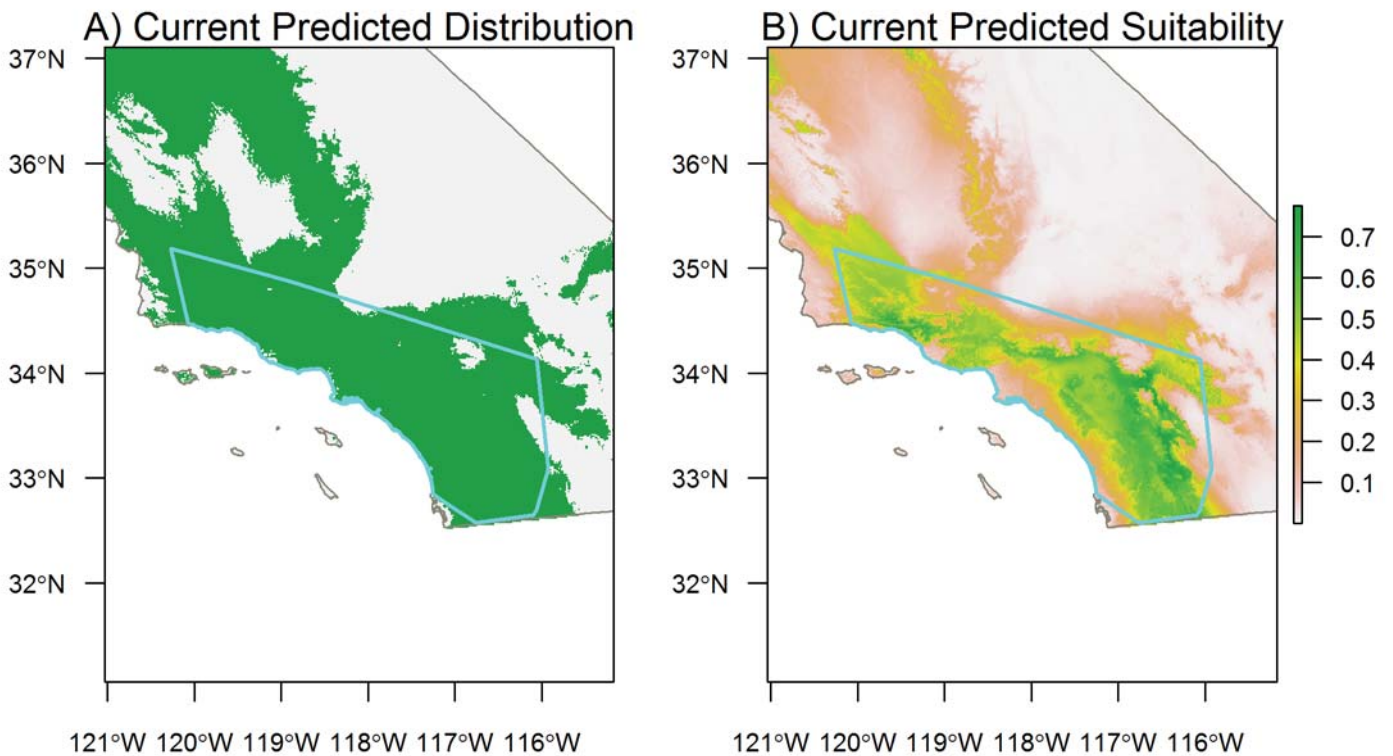 A) Current Predicted Distribution
37°N
36°N
35°N
34°N
33°N
32°N
121°W 120°W 119°W 118°W 117°W 116°W
B) Current Predicted Suitability
37°N
36°N
35°N
34°N
33°N
32°N
121°W 120°W 119°W 118°W 117°W 116°W
0.7
0.6
0.5
0.4
0.3
0.2
0.1